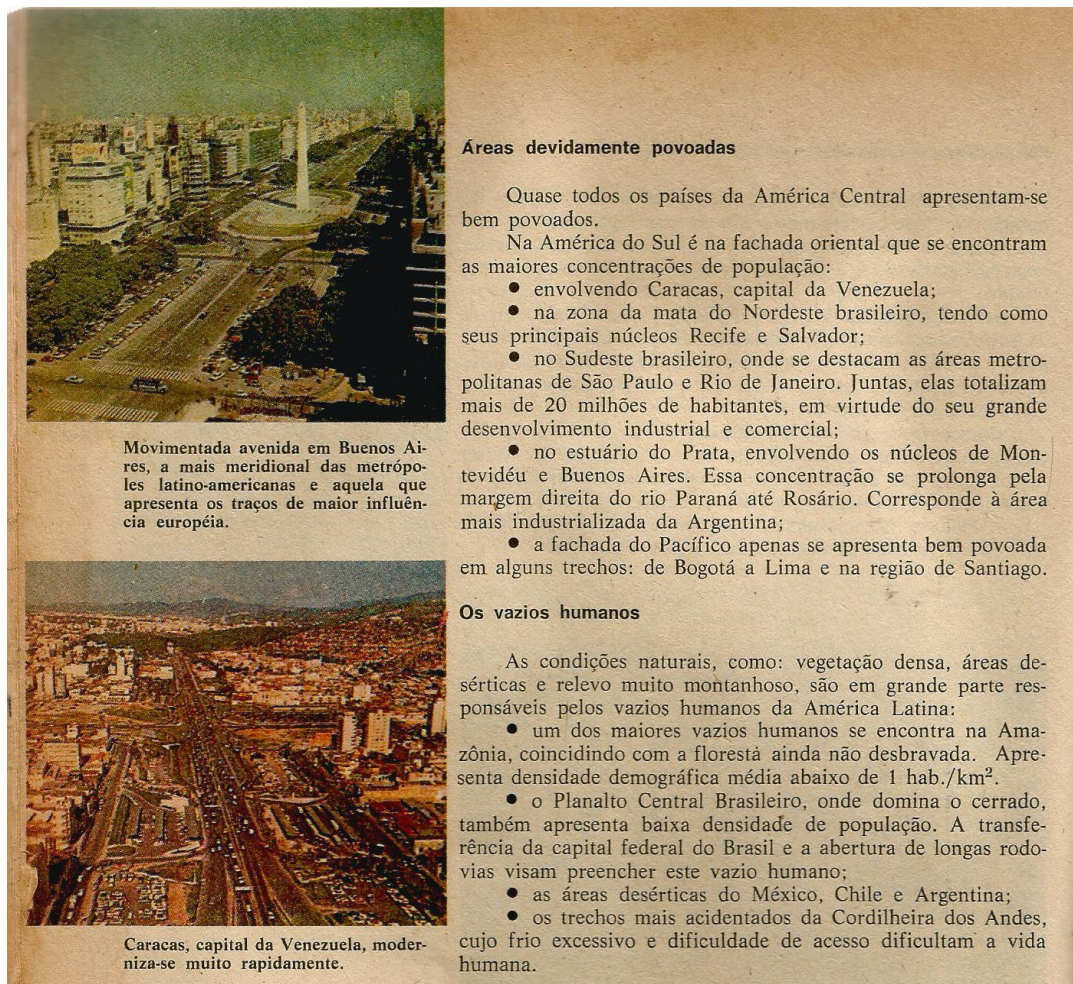 Movimentada avenida em Buenos Ai-
res, a mais meridional das metrópo-
les latino-americanas e aquela que
apresenta os traços de maior influên-
cia européia.
Caracas, capital da Venezuela, moder-
niza-se muito rapidamente.
Áreas devidamente povoadas
Quase todos os países da América Central apresentam-se
bem povoados.
Na América do Sul é na fachada oriental que se encontram
as maiores concentrações de população:
• envolvendo Caracas, capital da Venezuela;
• na zona da mata do Nordeste brasileiro, tendo como
seus principais núcleos Recife e Salvador;
• no Sudeste brasileiro, onde se destacam as áreas metro-
politanas de São Paulo e Rio de Janeiro. Juntas, elas totalizam
mais de 20 milhões de habitantes, em virtude do seu grande
desenvolvimento industrial e comercial;
• no estuário do Prata, envolvendo os núcleos de Mon-
tevidéu e Buenos Aires. Essa concentração se prolonga pela
margem direita do rio Paraná até Rosário. Corresponde à área
mais industrializada da Argentina;
• a fachada do Pacífico apenas se apresenta bem povoada
em alguns trechos: de Bogotá a Lima e na região de Santiago.
Os vazios humanos
As condições naturais, como: vegetação densa, áreas de-
sérticas e relevo muito montanhoso, são em grande parte res-
ponsáveis pelos vazios humanos da América Latina:
• um dos maiores vazios humanos se encontra na Ama-
zônia, coincidindo com a floresta ainda não desbravada. Apre-
senta densidade demográfica média abaixo de 1 hab./km².
• o Planalto Central Brasileiro, onde domina o cerrado,
também apresenta baixa densidade de população. A transfe-
rência da capital federal do Brasil e a abertura de longas rodo-
vias visam preencher este vazio humano;
• as áreas desérticas do México, Chile e Argentina;
• os trechos mais acidentados da Cordilheira dos Andes,
cujo frio excessivo e dificuldade de acesso dificultam a vida
humana.